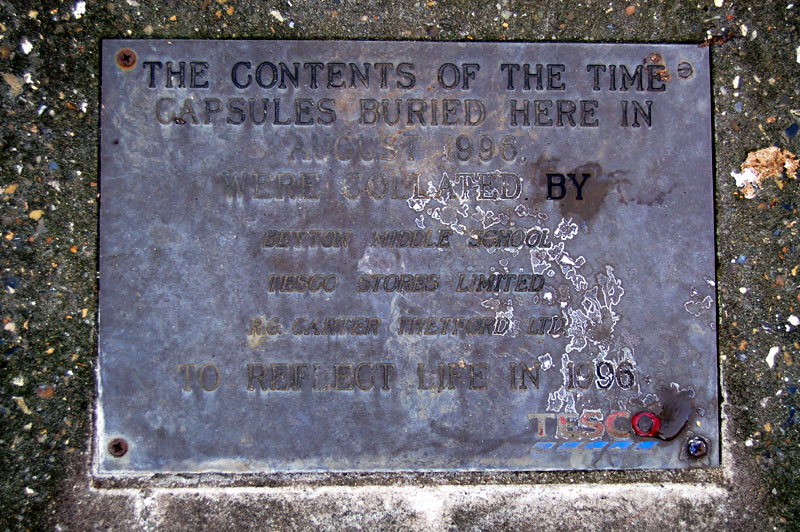 THE CONTENTS OF THE TIME
CAPSULES BURIED HERE IN
AUGUST 1996.
WERE COLLATED BY
BEYTON MIDDLE SCHOOL
TESCO STORES LIMITED
R.G. CARTER THETFORD LTD
TO REFLECT LIFE IN 1996
TESCO